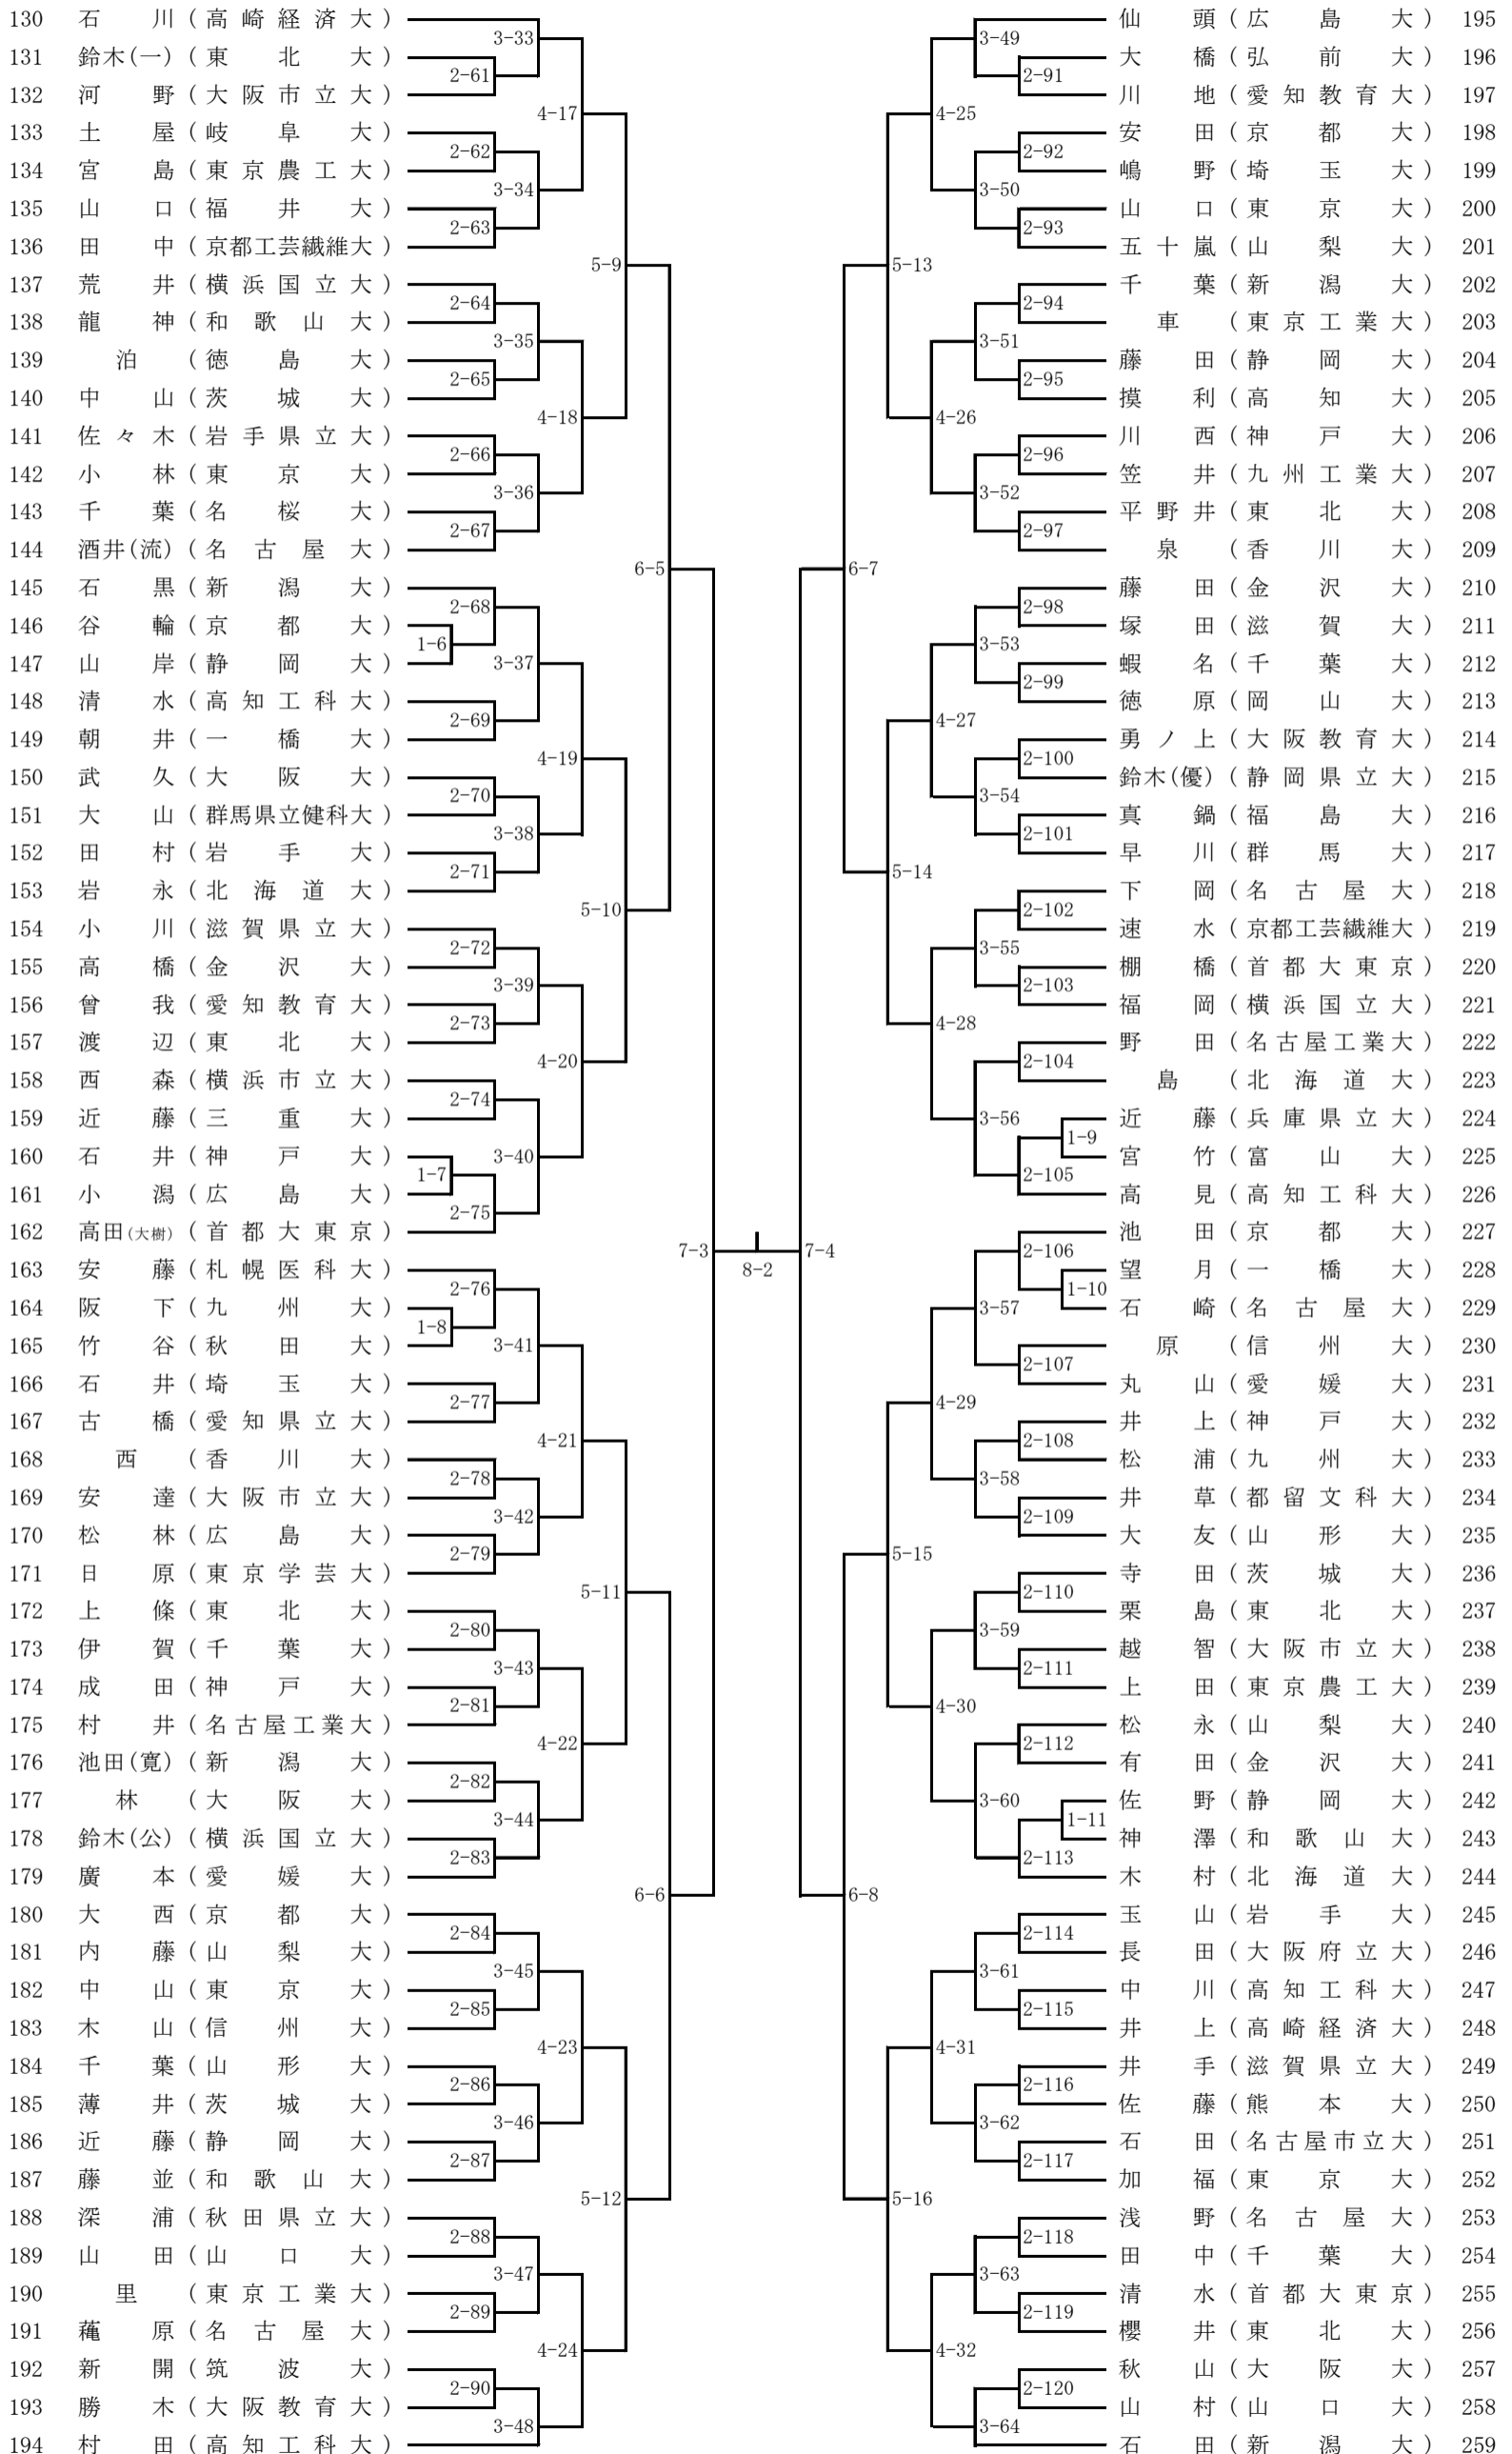 130 石川（高崎経済大）
131 鈴木(一)（東北大）
132 河野（大阪市立大）
133 土屋（岐阜大）
134 宮島（東京農工大）
135 山口（福井大）
136 田中（京都工芸繊維大）
137 荒井（横浜国立大）
138 龍神（和歌山大）
139 泊（徳島大）
140 中山（茨城大）
141 佐々木（岩手県立大）
142 小林（東京大）
143 千葉（名桜大）
144 酒井(流)（名古屋大）
145 石黒（新潟大）
146 谷輪（京都大）
147 山岸（静岡大）
148 清水（高知工科大）
149 朝井（一橋大）
150 武久（大阪大）
151 大山（群馬県立健科大）
152 田村（岩手大）
153 岩永（北海道大）
154 小川（滋賀県立大）
155 高橋（金沢大）
156 曾我（愛知教育大）
157 渡辺（東北大）
158 西森（横浜市立大）
159 近藤（三重大）
160 石井（神戸大）
161 小潟（広島大）
162 高田(大樹)（首都大東京）
163 安藤（札幌医科大）
164 阪下（九州大）
165 竹谷（秋田大）
166 石井（埼玉大）
167 古橋（愛知県立大）
168 西（香川大）
169 安達（大阪市立大）
170 松林（広島大）
171 日原（東京学芸大）
172 上條（東北大）
173 伊賀（千葉大）
174 成田（神戸大）
175 村井（名古屋工業大）
176 池田(寛)（新潟大）
177 林（大阪大）
178 鈴木(公)（横浜国立大）
179 廣本（愛媛大）
180 大西（京都大）
181 内藤（山梨大）
182 中山（東京大）
183 木山（信州大）
184 千葉（山形大）
185 薄井（茨城大）
186 近藤（静岡大）
187 藤並（和歌山大）
188 深浦（秋田県立大）
189 山田（山口大）
190 里（東京工業大）
191 蘒原（名古屋大）
192 新開（筑波大）
193 勝木（大阪教育大）
194 村田（高知工科大）
1-6
1-7
1-8
2-61
2-62
2-63
2-64
2-65
2-66
2-67
2-68
2-69
2-70
2-71
2-72
2-73
2-74
2-75
2-76
2-77
2-78
2-79
2-80
2-81
2-82
2-83
2-84
2-85
2-86
2-87
2-88
2-89
2-90
3-33
3-34
3-35
3-36
3-37
3-38
3-39
3-40
3-41
3-42
3-43
3-44
3-45
3-46
3-47
3-48
4-17
4-18
4-19
4-20
4-21
4-22
4-23
4-24
5-9
5-10
5-11
5-12
6-5
6-6
7-3
8-2
7-4
6-7
6-8
5-13
5-14
5-15
5-16
4-25
4-26
4-27
4-28
4-29
4-30
4-31
4-32
3-49
3-50
3-51
3-52
3-53
3-54
3-55
3-56
3-57
3-58
3-59
3-60
3-61
3-62
3-63
3-64
2-91
2-92
2-93
2-94
2-95
2-96
2-97
2-98
2-99
2-100
2-101
2-102
2-103
2-104
2-105
2-106
2-107
2-108
2-109
2-110
2-111
2-112
2-113
2-114
2-115
2-116
2-117
2-118
2-119
2-120
1-9
1-10
1-11
仙頭（広島大） 195
大橋（弘前大） 196
川地（愛知教育大） 197
安田（京都大） 198
嶋野（埼玉大） 199
山口（東京大） 200
五十嵐（山梨大） 201
千葉（新潟大） 202
車（東京工業大） 203
藤田（静岡大） 204
摸利（高知大） 205
川西（神戸大） 206
笠井（九州工業大） 207
平野井（東北大） 208
泉（香川大） 209
藤田（金沢大） 210
塚田（滋賀大） 211
蝦名（千葉大） 212
徳原（岡山大） 213
勇ノ上（大阪教育大） 214
鈴木(優)（静岡県立大） 215
真鍋（福島大） 216
早川（群馬大） 217
下岡（名古屋大） 218
速水（京都工芸繊維大） 219
棚橋（首都大東京） 220
福岡（横浜国立大） 221
野田（名古屋工業大） 222
島（北海道大） 223
近藤（兵庫県立大） 224
宮竹（富山大） 225
高見（高知工科大） 226
池田（京都大） 227
望月（一橋大） 228
石崎（名古屋大） 229
原（信州大） 230
丸山（愛媛大） 231
井上（神戸大） 232
松浦（九州大） 233
井草（都留文科大） 234
大友（山形大） 235
寺田（茨城大） 236
栗島（東北大） 237
越智（大阪市立大） 238
上田（東京農工大） 239
松永（山梨大） 240
有田（金沢大） 241
佐野（静岡大） 242
神澤（和歌山大） 243
木村（北海道大） 244
玉山（岩手大） 245
長田（大阪府立大） 246
中川（高知工科大） 247
井上（高崎経済大） 248
井手（滋賀県立大） 249
佐藤（熊本大） 250
石田（名古屋市立大） 251
加福（東京大） 252
浅野（名古屋大） 253
田中（千葉大） 254
清水（首都大東京） 255
櫻井（東北大） 256
秋山（大阪大） 257
山村（山口大） 258
石田（新潟大） 259